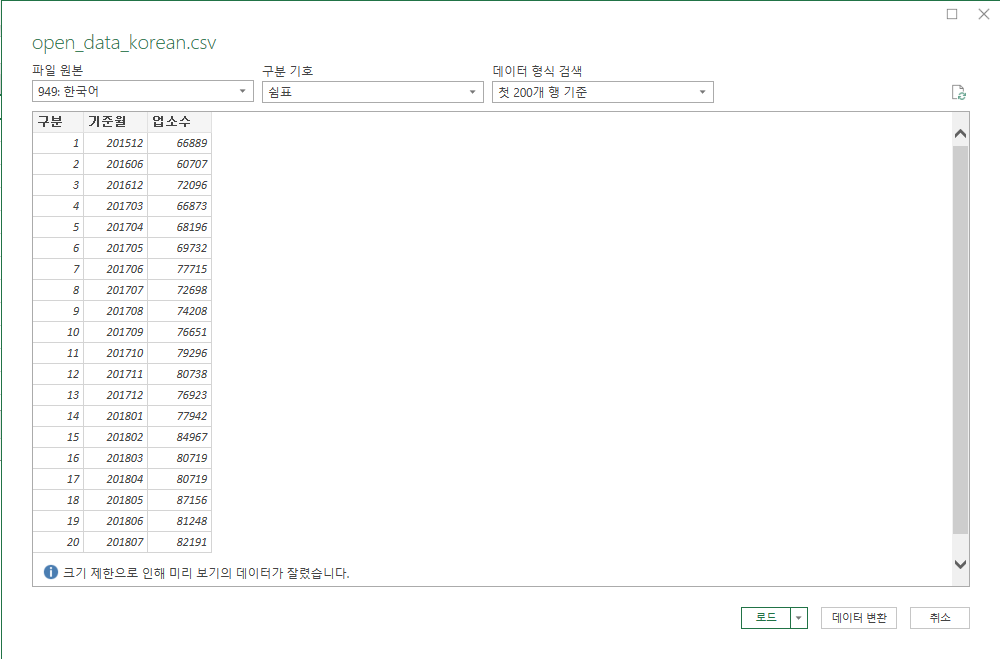 open_data_korean.csv
파일 원본 구분 기호 데이터 형식 검색
949: 한국어 쉼표 첫 200개 행 기준
구분 기준월 업소수
1 201512 66889
2 201606 60707
3 201612 72096
4 201703 66873
5 201704 68196
6 201705 69732
7 201706 77715
8 201707 72698
9 201708 74208
10 201709 76651
11 201710 79296
12 201711 80738
13 201712 76923
14 201801 77942
15 201802 84967
16 201803 80719
17 201804 80719
18 201805 87156
19 201806 81248
20 201807 82191
크기 제한으로 인해 미리 보기의 데이터가 잘렸습니다.
로드 데이터 변환 취소